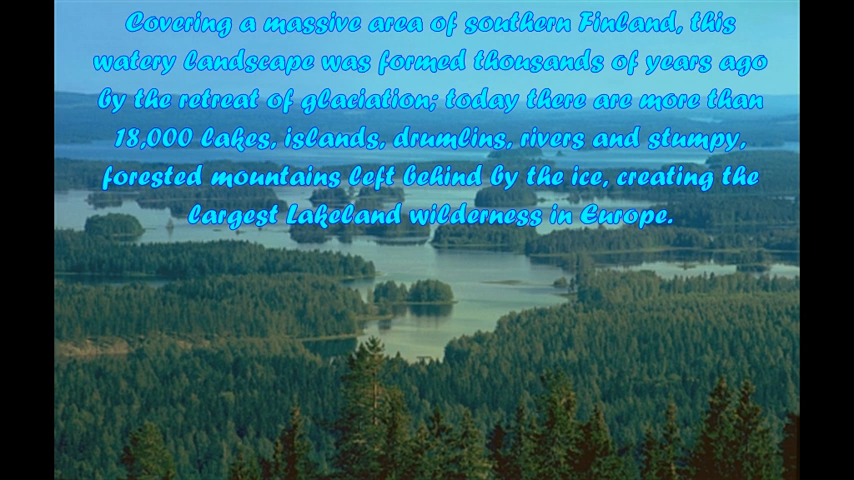 Covering a massive area of southern Finland, this
watery landscape was formed thousands of years ago
by the retreat of glaciation; today there are more than
18,000 lakes, islands, drumlins, rivers and stumpy,
forested mountains left behind by the ice, creating the
largest Lakeland wilderness in Europe.